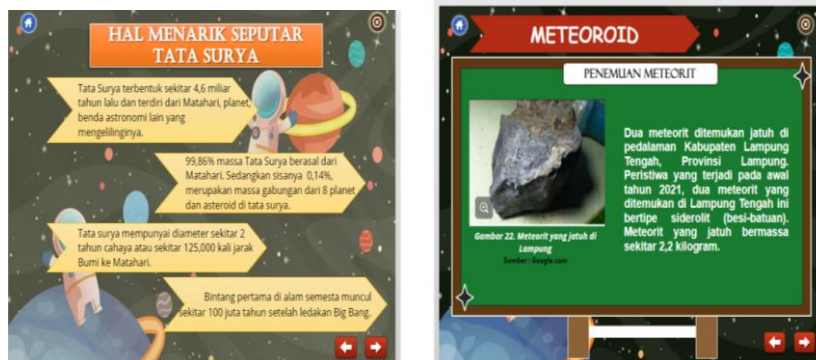 HAL MENARIK SEPUTAR
TATA SURYA
Tata Surya terbentuk sekitar 4,6 miliar
tahun lalu dan terdiri dari Matahari, planet,
benda astronomi lain yang
mengelilinginya.
99,86% massa Tata Surya berasal dari
Matahari. Sedangkan sisanya 0,14%,
merupakan massa gabungan dari 8 planet
dan asteroid di tata surya.
Tata surya mempunyai diameter sekitar 2
tahun cahaya atau sekitar 125,000 kali jarak
Bumi ke Matahari.
Bintang pertama di alam semesta muncul
sekitar 100 juta tahun setelah ledakan Big Bang.
METEOROID
PENEMUAN METEORIT
Dua meteorit ditemukan jatuh di
pedalaman Kabupaten Lampung
Tengah, Provinsi Lampung.
Peristiwa yang terjadi pada awal
tahun 2021, dua meteorit yang
ditemukan di Lampung Tengah ini
bertipe siderolit (besi-batuan).
Meteorit yang jatuh bermassa
sekitar 2,2 kilogram.
Gambar 22. Meteorit yang jatuh di
Lampung
Sumber : Google.com